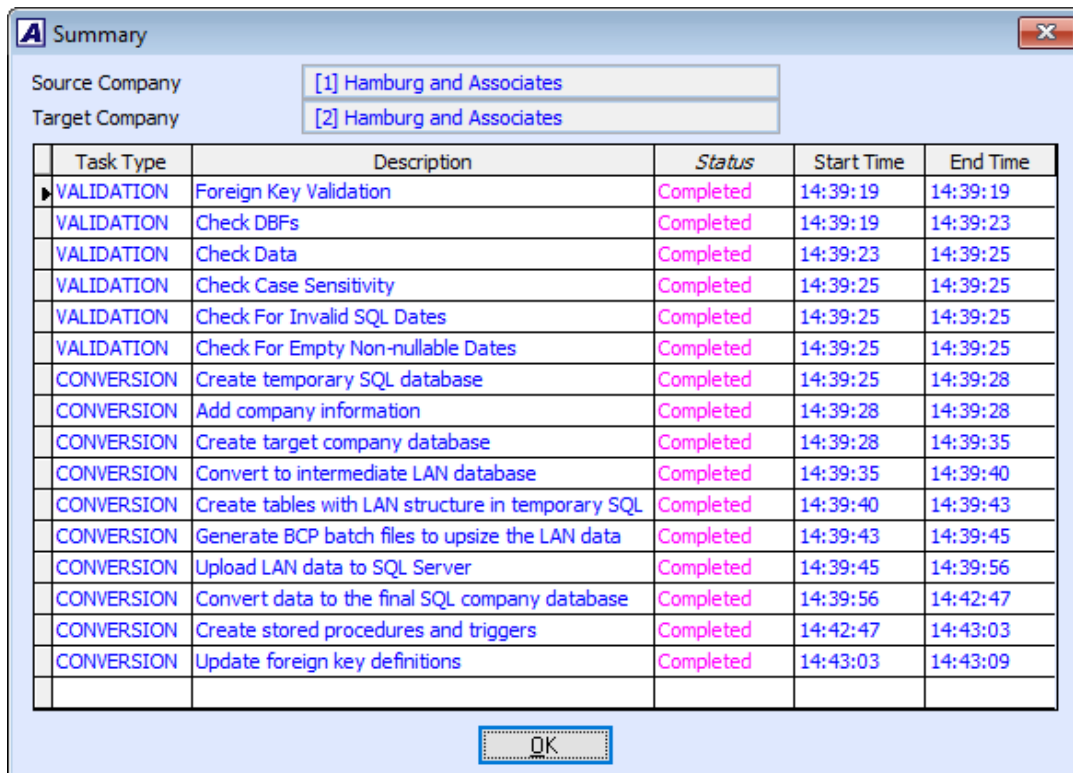 A Summary
Source Company [1] Hamburg and Associates
Target Company [2] Hamburg and Associates
Task Type Description Status Start Time End Time
VALIDATION Foreign Key Validation Completed 14:39:19 14:39:19
VALIDATION Check DBFs Completed 14:39:19 14:39:23
VALIDATION Check Data Completed 14:39:23 14:39:25
VALIDATION Check Case Sensitivity Completed 14:39:25 14:39:25
VALIDATION Check For Invalid SQL Dates Completed 14:39:25 14:39:25
VALIDATION Check For Empty Non-nullable Dates Completed 14:39:25 14:39:25
CONVERSION Create temporary SQL database Completed 14:39:25 14:39:28
CONVERSION Add company information Completed 14:39:28 14:39:28
CONVERSION Create target company database Completed 14:39:28 14:39:35
CONVERSION Convert to intermediate LAN database Completed 14:39:35 14:39:40
CONVERSION Create tables with LAN structure in temporary SQL Completed 14:39:40 14:39:43
CONVERSION Generate BCP batch files to upsize the LAN data Completed 14:39:43 14:39:45
CONVERSION Upload LAN data to SQL Server Completed 14:39:45 14:39:56
CONVERSION Convert data to the final SQL company database Completed 14:39:56 14:42:47
CONVERSION Create stored procedures and triggers Completed 14:42:47 14:43:03
CONVERSION Update foreign key definitions Completed 14:43:03 14:43:09
OK